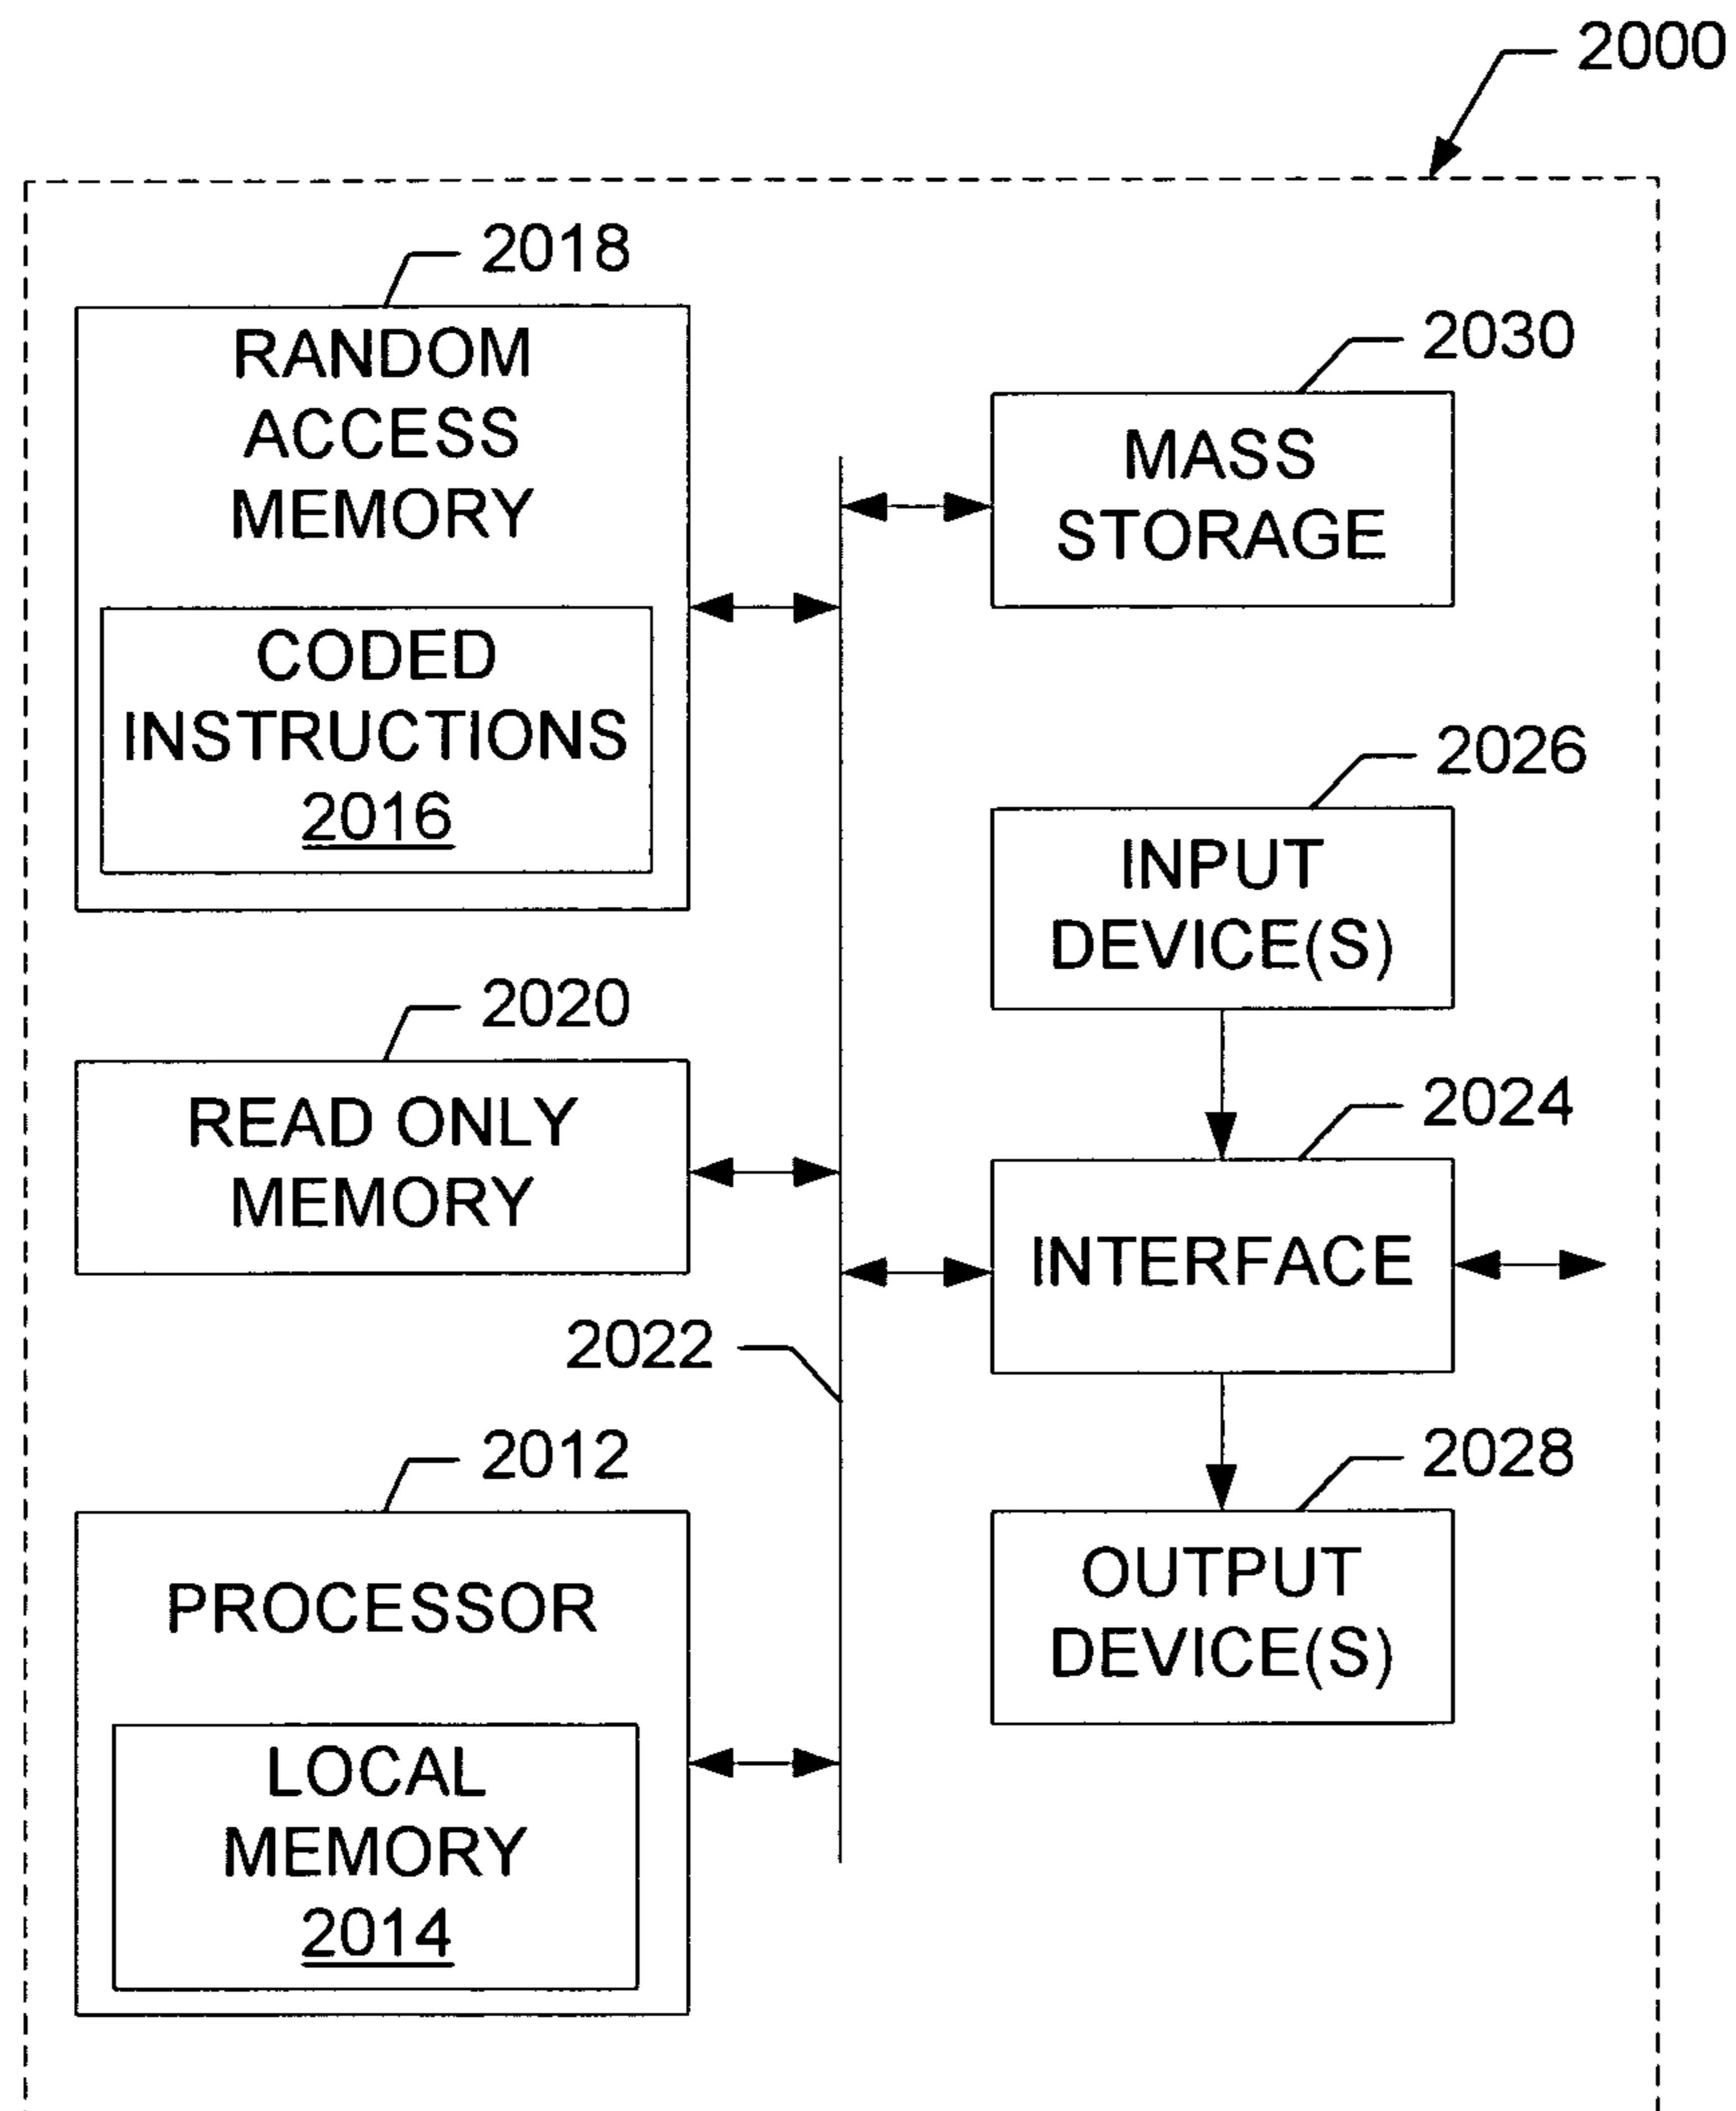 2000
2018
RANDOM
ACCESS
MEMORY
CODED
INSTRUCTIONS
2016
2030
MASS
STORAGE
2026
INPUT
DEVICE(S)
2020
READ ONLY
MEMORY
2024
INTERFACE
2022
2012
PROCESSOR
LOCAL
MEMORY
2014
2028
OUTPUT
DEVICE(S)